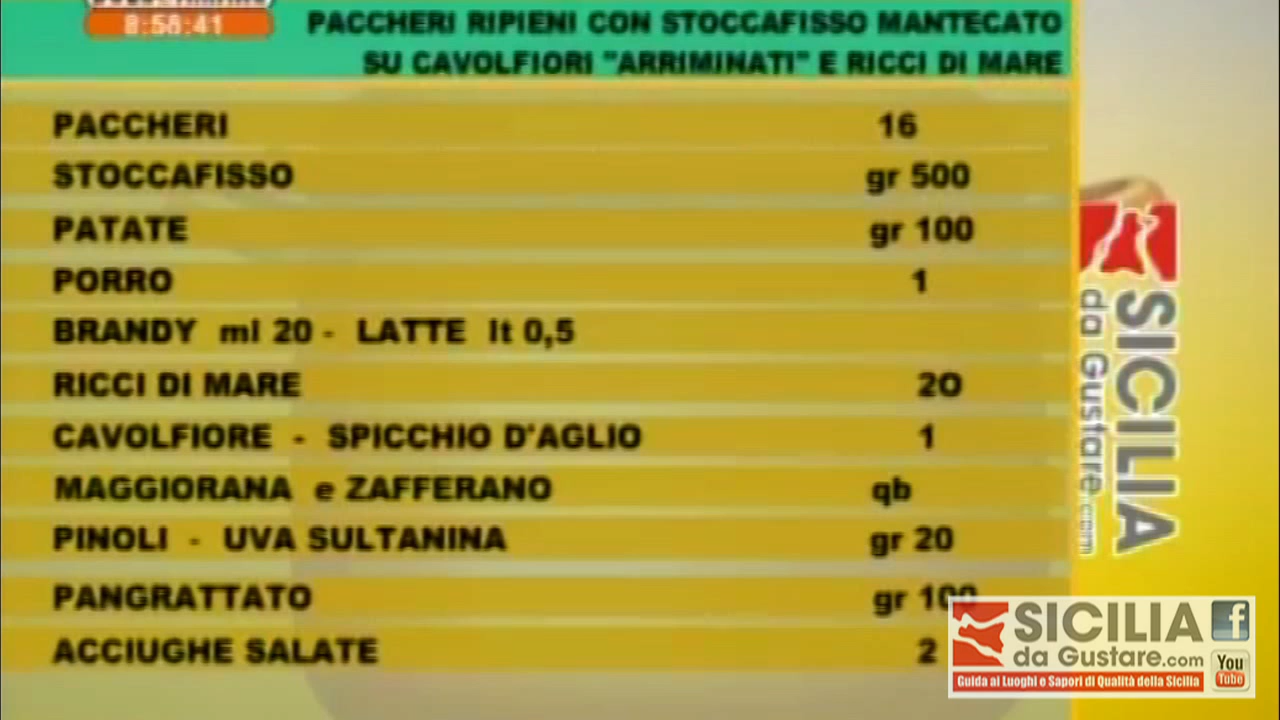 8:58:41
PACCHERI RIPIENI CON STOCCAFISSO MANTECATO
SU CAVOLFIORI "ARRIMINATI" E RICCI DI MARE
PACCHERI 16
STOCCAFISSO gr 500
PATATE gr 100
PORRO 1
BRANDY ml 20 - LATTE lt 0,5
RICCI DI MARE 20
CAVOLFIORE - SPICCHIO D'AGLIO 1
MAGGIORANA e ZAFFERANO qb
PINOLI - UVA SULTANINA gr 20
PANGRATTATO gr 100
ACCIUGHE SALATE 2
SICILIA
da Gustare.com
SICILIA
da Gustare.com
Guida ai Luoghi e Sapori di Qualità della Sicilia
f
You
Tube